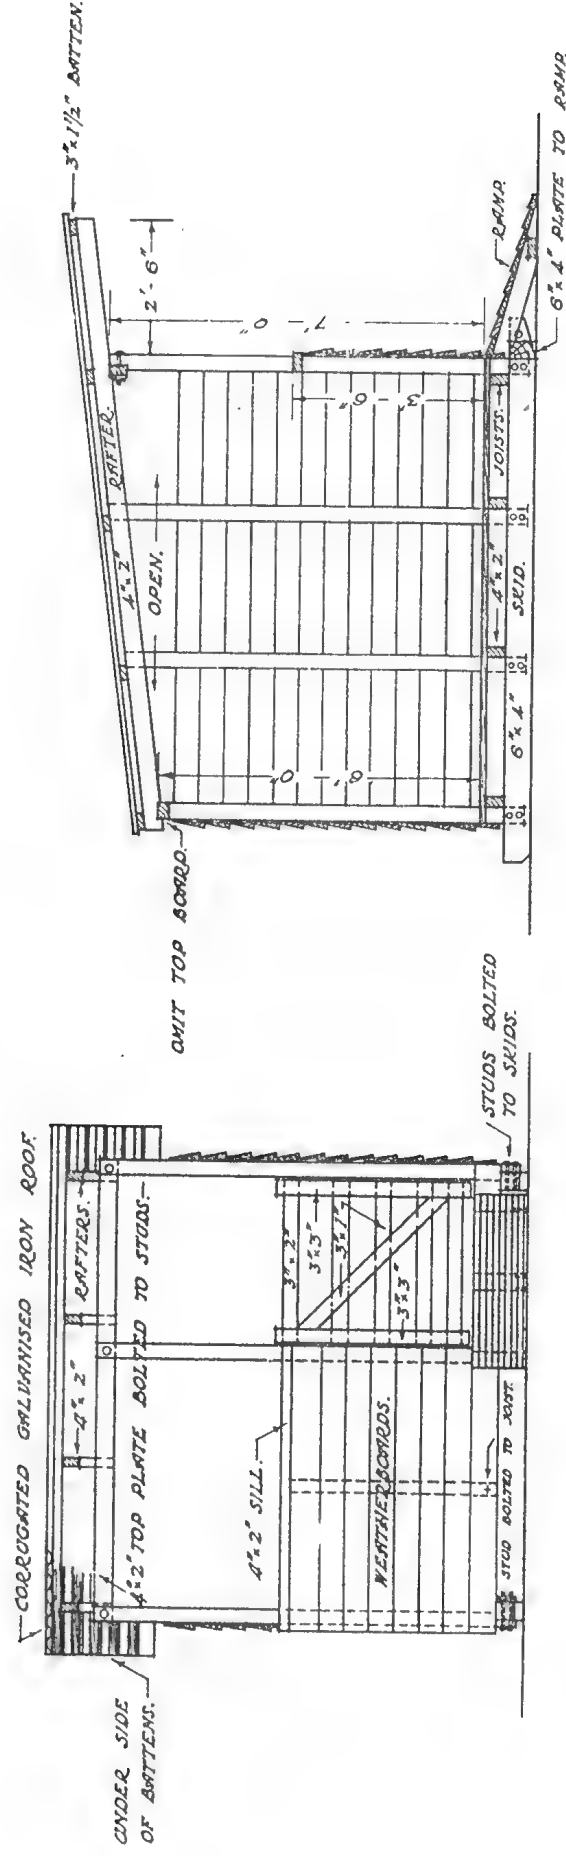 CORRUGATED GALVANISED IRON ROOF.
4"x 2" RAFTERS.
4"x 2" TOP PLATE BOLTED TO STUDS.
UNDER SIDE
OF BATTENS.
4"x 2" SILL.
WEATHERBOARDS.
3"x 2"
3"x 3"
3"x 1"
3"x 3"
STUD BOLTED TO JOIST.
STUDS BOLTED
TO SKIDS.
3"x 1½" BATTEN.
2'- 6"
4"x 2" RAFTER.
OPEN.
7'- 0"
3'- 6"
6'- 0"
OMIT TOP BOARD.
RAMP.
4"x 2" JOISTS.
6"x 4" SKID.
6"x 4" PLATE TO RAMP.